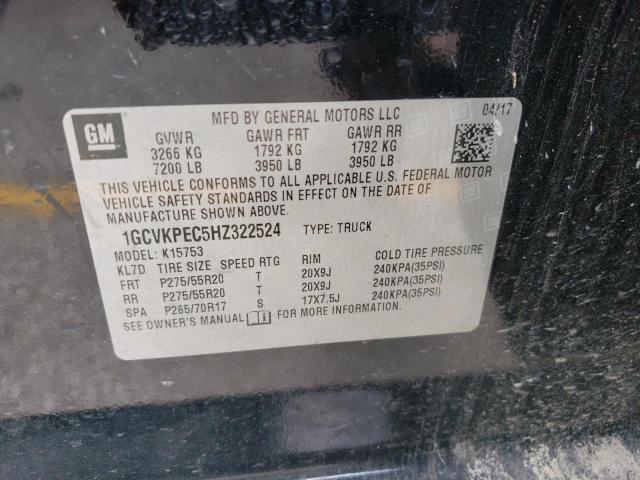 MFD BY GENERAL MOTORS LLC 04/17
GM
GVWR GAWR FRT GAWR RR
3266 KG 1792 KG 1792 KG
7200 LB 3950 LB 3950 LB
THIS VEHICLE CONFORMS TO ALL APPLICABLE U.S. FEDERAL MOTOR
VEHICLE SAFETY STANDARDS IN EFFECT ON THE DATE OF
MANUFACTURE SHOWN ABOVE.
1GCVKPEC5HZ322524 TYPE: TRUCK
MODEL: K15753
KL7D TIRE SIZE SPEED RTG RIM COLD TIRE PRESSURE
FRT P275/55R20 T 20X9J 240KPA(35PSI)
RR P275/55R20 T 20X9J 240KPA(35PSI)
SPA P265/70R17 S 17X7.5J 240KPA(35PSI)
SEE OWNER'S MANUAL FOR MORE INFORMATION.